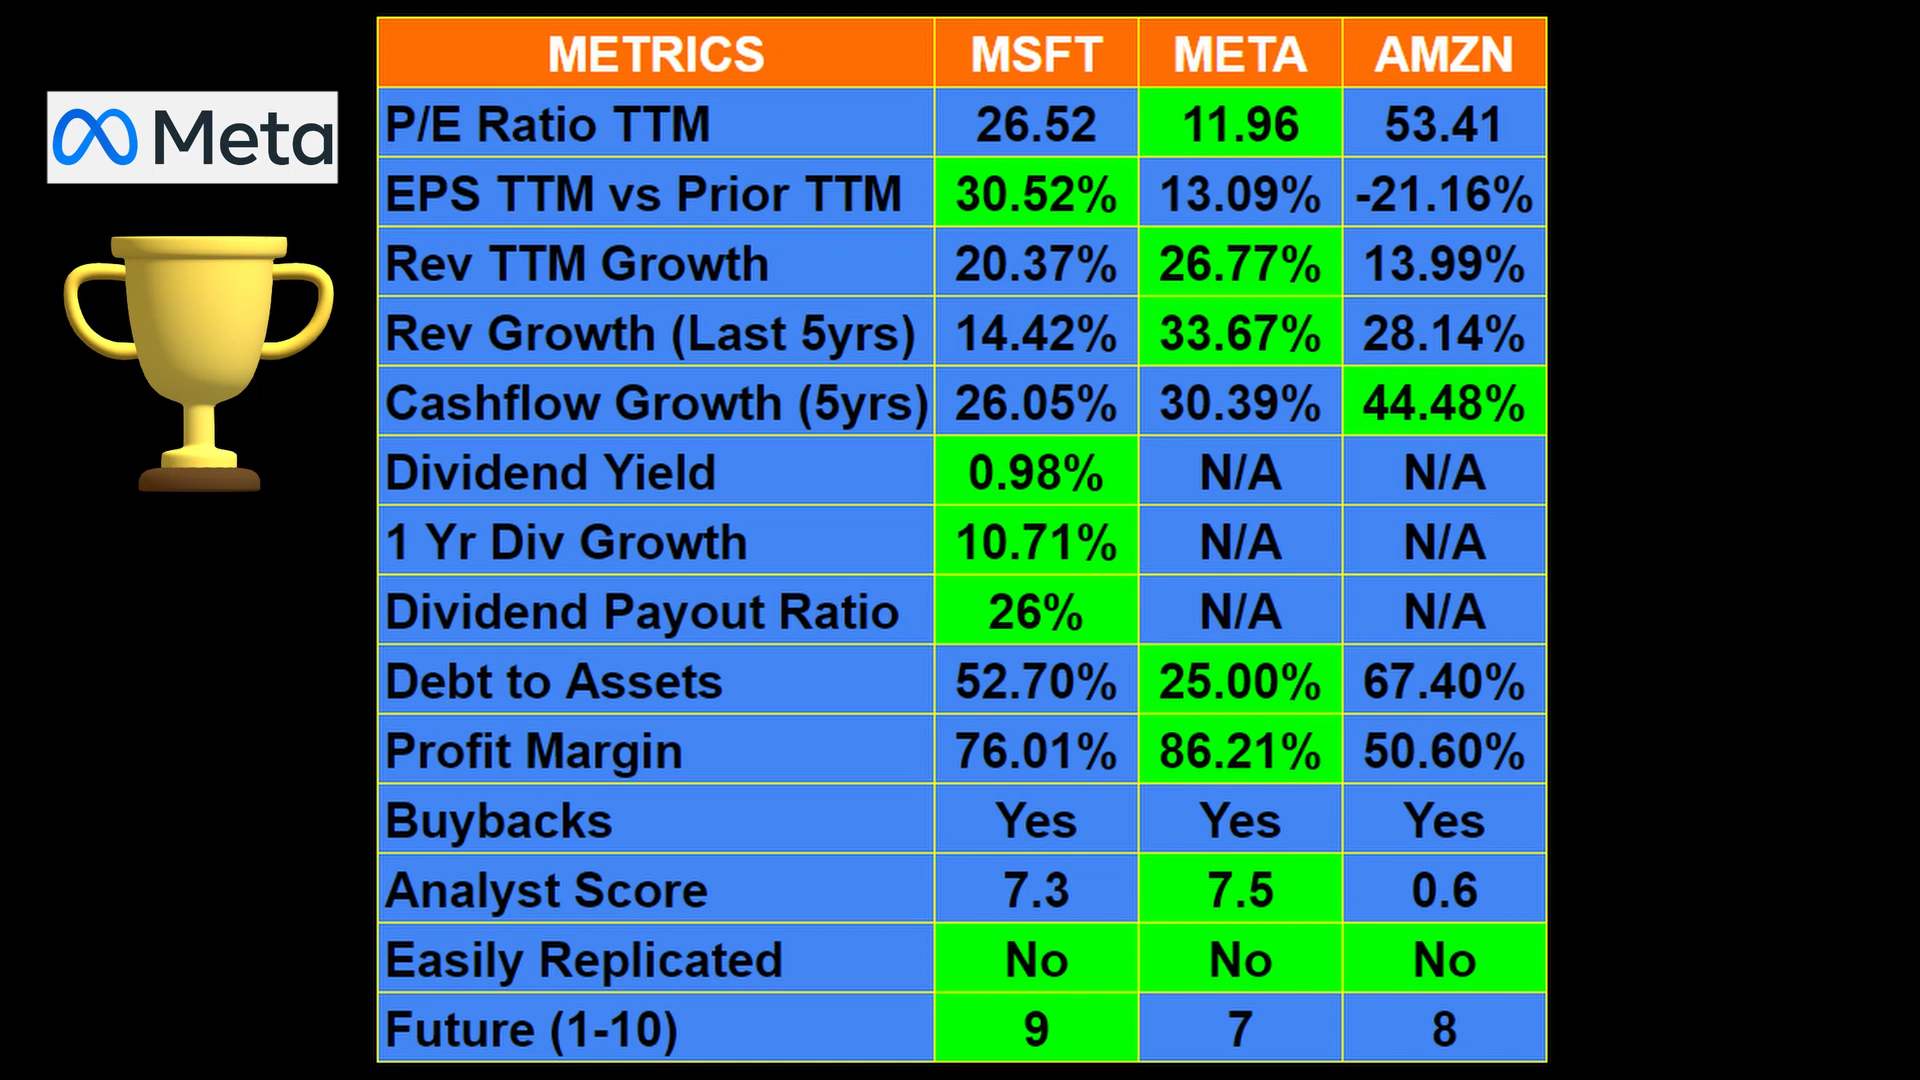 Meta
METRICS MSFT META AMZN
P/E Ratio TTM 26.52 11.96 53.41
EPS TTM vs Prior TTM 30.52% 13.09% -21.16%
Rev TTM Growth 20.37% 26.77% 13.99%
Rev Growth (Last 5yrs) 14.42% 33.67% 28.14%
Cashflow Growth (5yrs) 26.05% 30.39% 44.48%
Dividend Yield 0.98% N/A N/A
1 Yr Div Growth 10.71% N/A N/A
Dividend Payout Ratio 26% N/A N/A
Debt to Assets 52.70% 25.00% 67.40%
Profit Margin 76.01% 86.21% 50.60%
Buybacks Yes Yes Yes
Analyst Score 7.3 7.5 0.6
Easily Replicated No No No
Future (1-10) 9 7 8